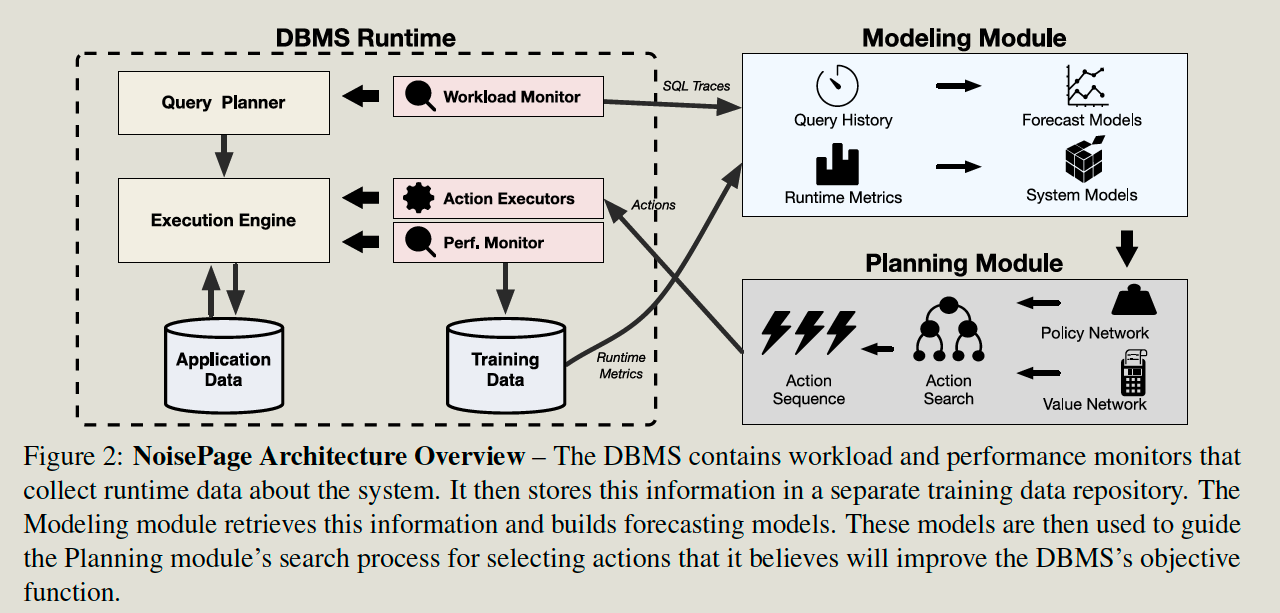 DBMS Runtime
Query Planner
Workload Monitor
Execution Engine
Action Executors
Perf. Monitor
Application
Data
Training
Data
SQL Traces
Actions
Runtime
Metrics
Modeling Module
Query History
Forecast Models
Runtime Metrics
System Models
Planning Module
Policy Network
Value Network
Action
Search
Action
Sequence
Figure 2: NoisePage Architecture Overview – The DBMS contains workload and performance monitors that
collect runtime data about the system. It then stores this information in a separate training data repository. The
Modeling module retrieves this information and builds forecasting models. These models are then used to guide
the Planning module’s search process for selecting actions that it believes will improve the DBMS’s objective
function.